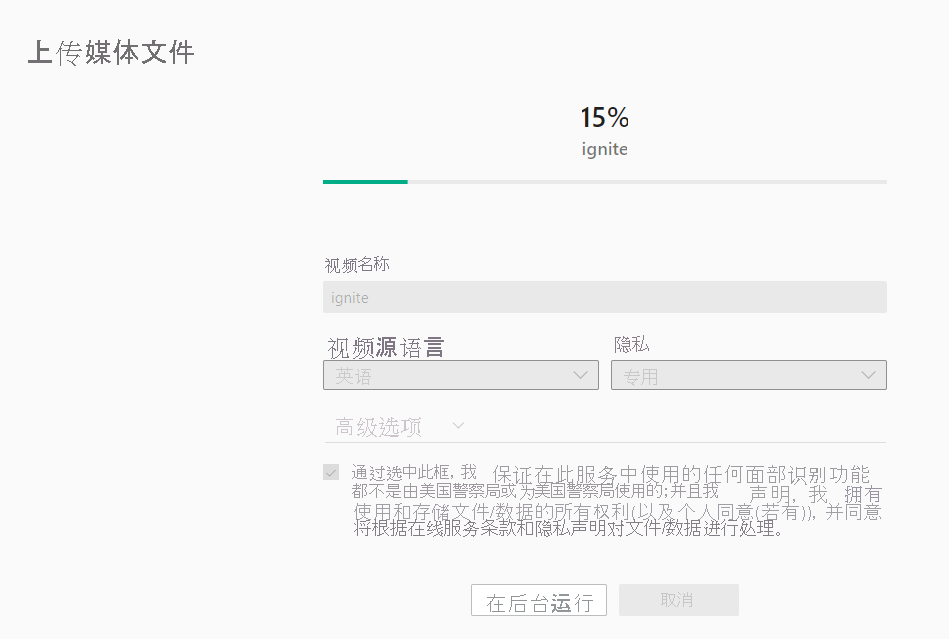 上传媒体文件
15%
ignite
视频名称
ignite
视频源语言
隐私
英语
专用
高级选项
通过选中此框, 我 保证在此服务中使用的任何面部识别功能
都不是由美国警察局或为美国警察局使用的;并且我 声明, 我 拥有
使用和存储文件/数据的所有权利(以及个人同意(若有)), 并同意
将根据在线服务条款和隐私声明对文件/数据进行处理。
在后台运行
取消